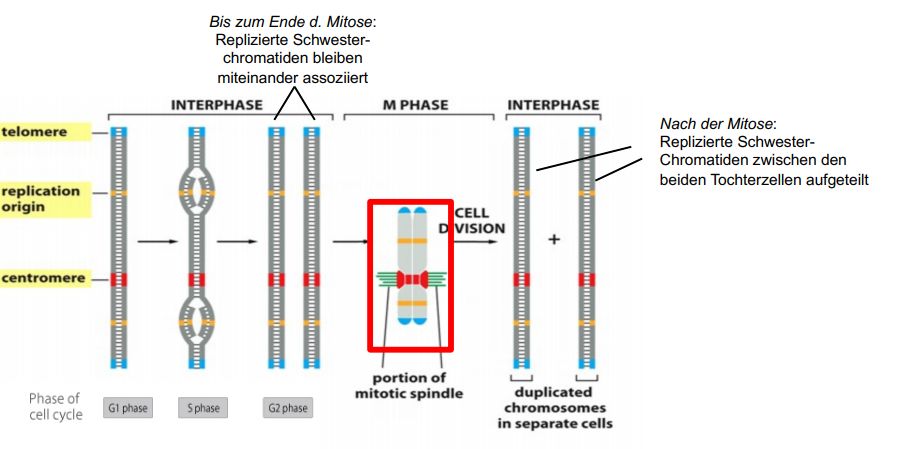 Bis zum Ende d. Mitose:
Replizierte Schwester-
chromatiden bleiben
miteinander assoziiert
INTERPHASE
M PHASE
INTERPHASE
telomere
Nach der Mitose:
Replizierte Schwester-
Chromatiden zwischen den
beiden Tochterzellen aufgeteilt
replication
origin
CELL
DIVISION
+
centromere
portion of
mitotic spindle
duplicated
chromosomes
in separate cells
Phase of
cell cycle
G1 phase
S phase
G2 phase